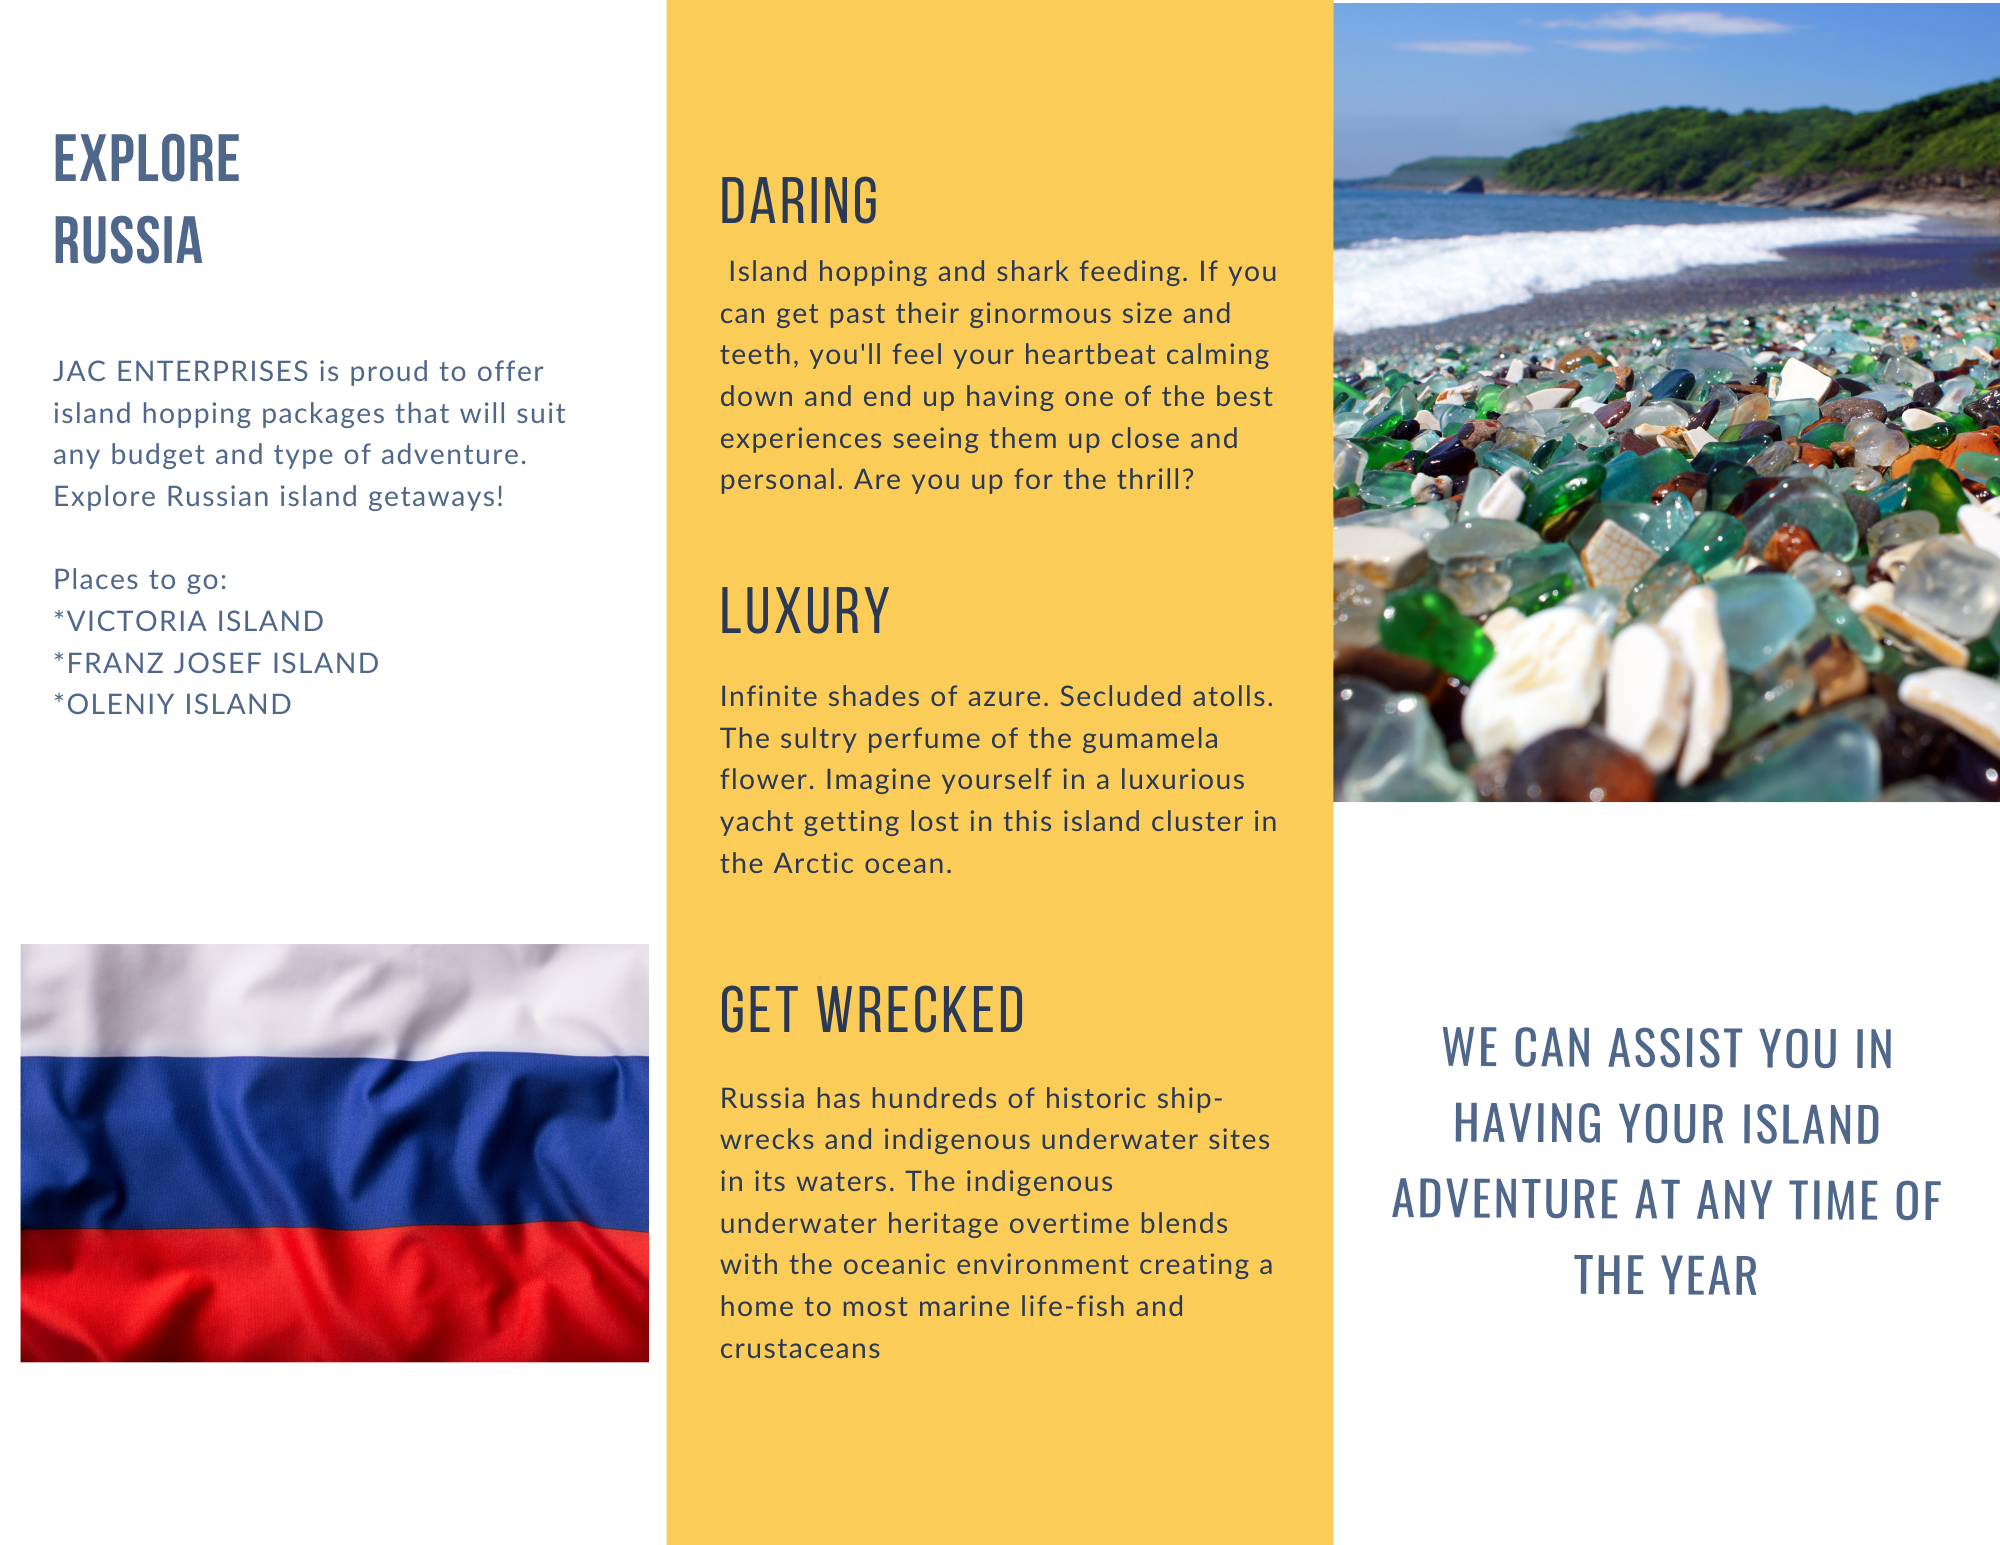 EXPLORE
RUSSIA
JAC ENTERPRISES is proud to offer
island hopping packages that will suit
any budget and type of adventure.
Explore Russian island getaways!
Places to go:
*VICTORIA ISLAND
*FRANZ JOSEF ISLAND
*OLENIY ISLAND
DARING
Island hopping and shark feeding. If you
can get past their ginormous size and
teeth, you'll feel your heartbeat calming
down and end up having one of the best
experiences seeing them up close and
personal. Are you up for the thrill?
LUXURY
Infinite shades of azure. Secluded atolls.
The sultry perfume of the gumamela
flower. Imagine yourself in a luxurious
yacht getting lost in this island cluster in
the Arctic ocean.
GET WRECKED
Russia has hundreds of historic ship-
wrecks and indigenous underwater sites
in its waters. The indigenous
underwater heritage overtime blends
with the oceanic environment creating a
home to most marine life-fish and
crustaceans
WE CAN ASSIST YOU IN
HAVING YOUR ISLAND
ADVENTURE AT ANY TIME OF
THE YEAR